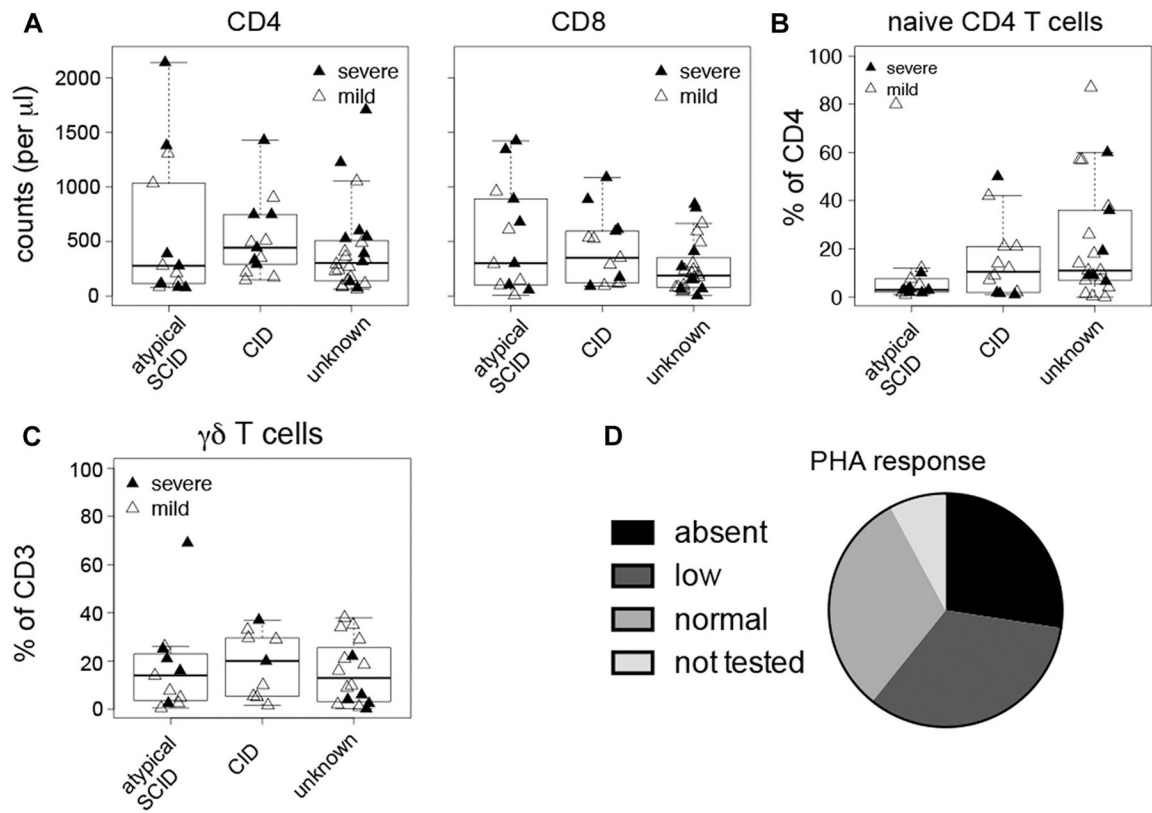 A
CD4
CD8
counts (per µl)
2000
1500
1000
500
0
severe
mild
severe
mild
atypical
SCID
CID
unknown
atypical
SCID
CID
unknown
B
naive CD4 T cells
% of CD4
100
80
60
40
20
0
severe
mild
atypical
SCID
CID
unknown
C
γδ T cells
% of CD3
100
80
60
40
20
0
severe
mild
atypical
SCID
CID
unknown
D
PHA response
absent
low
normal
not tested